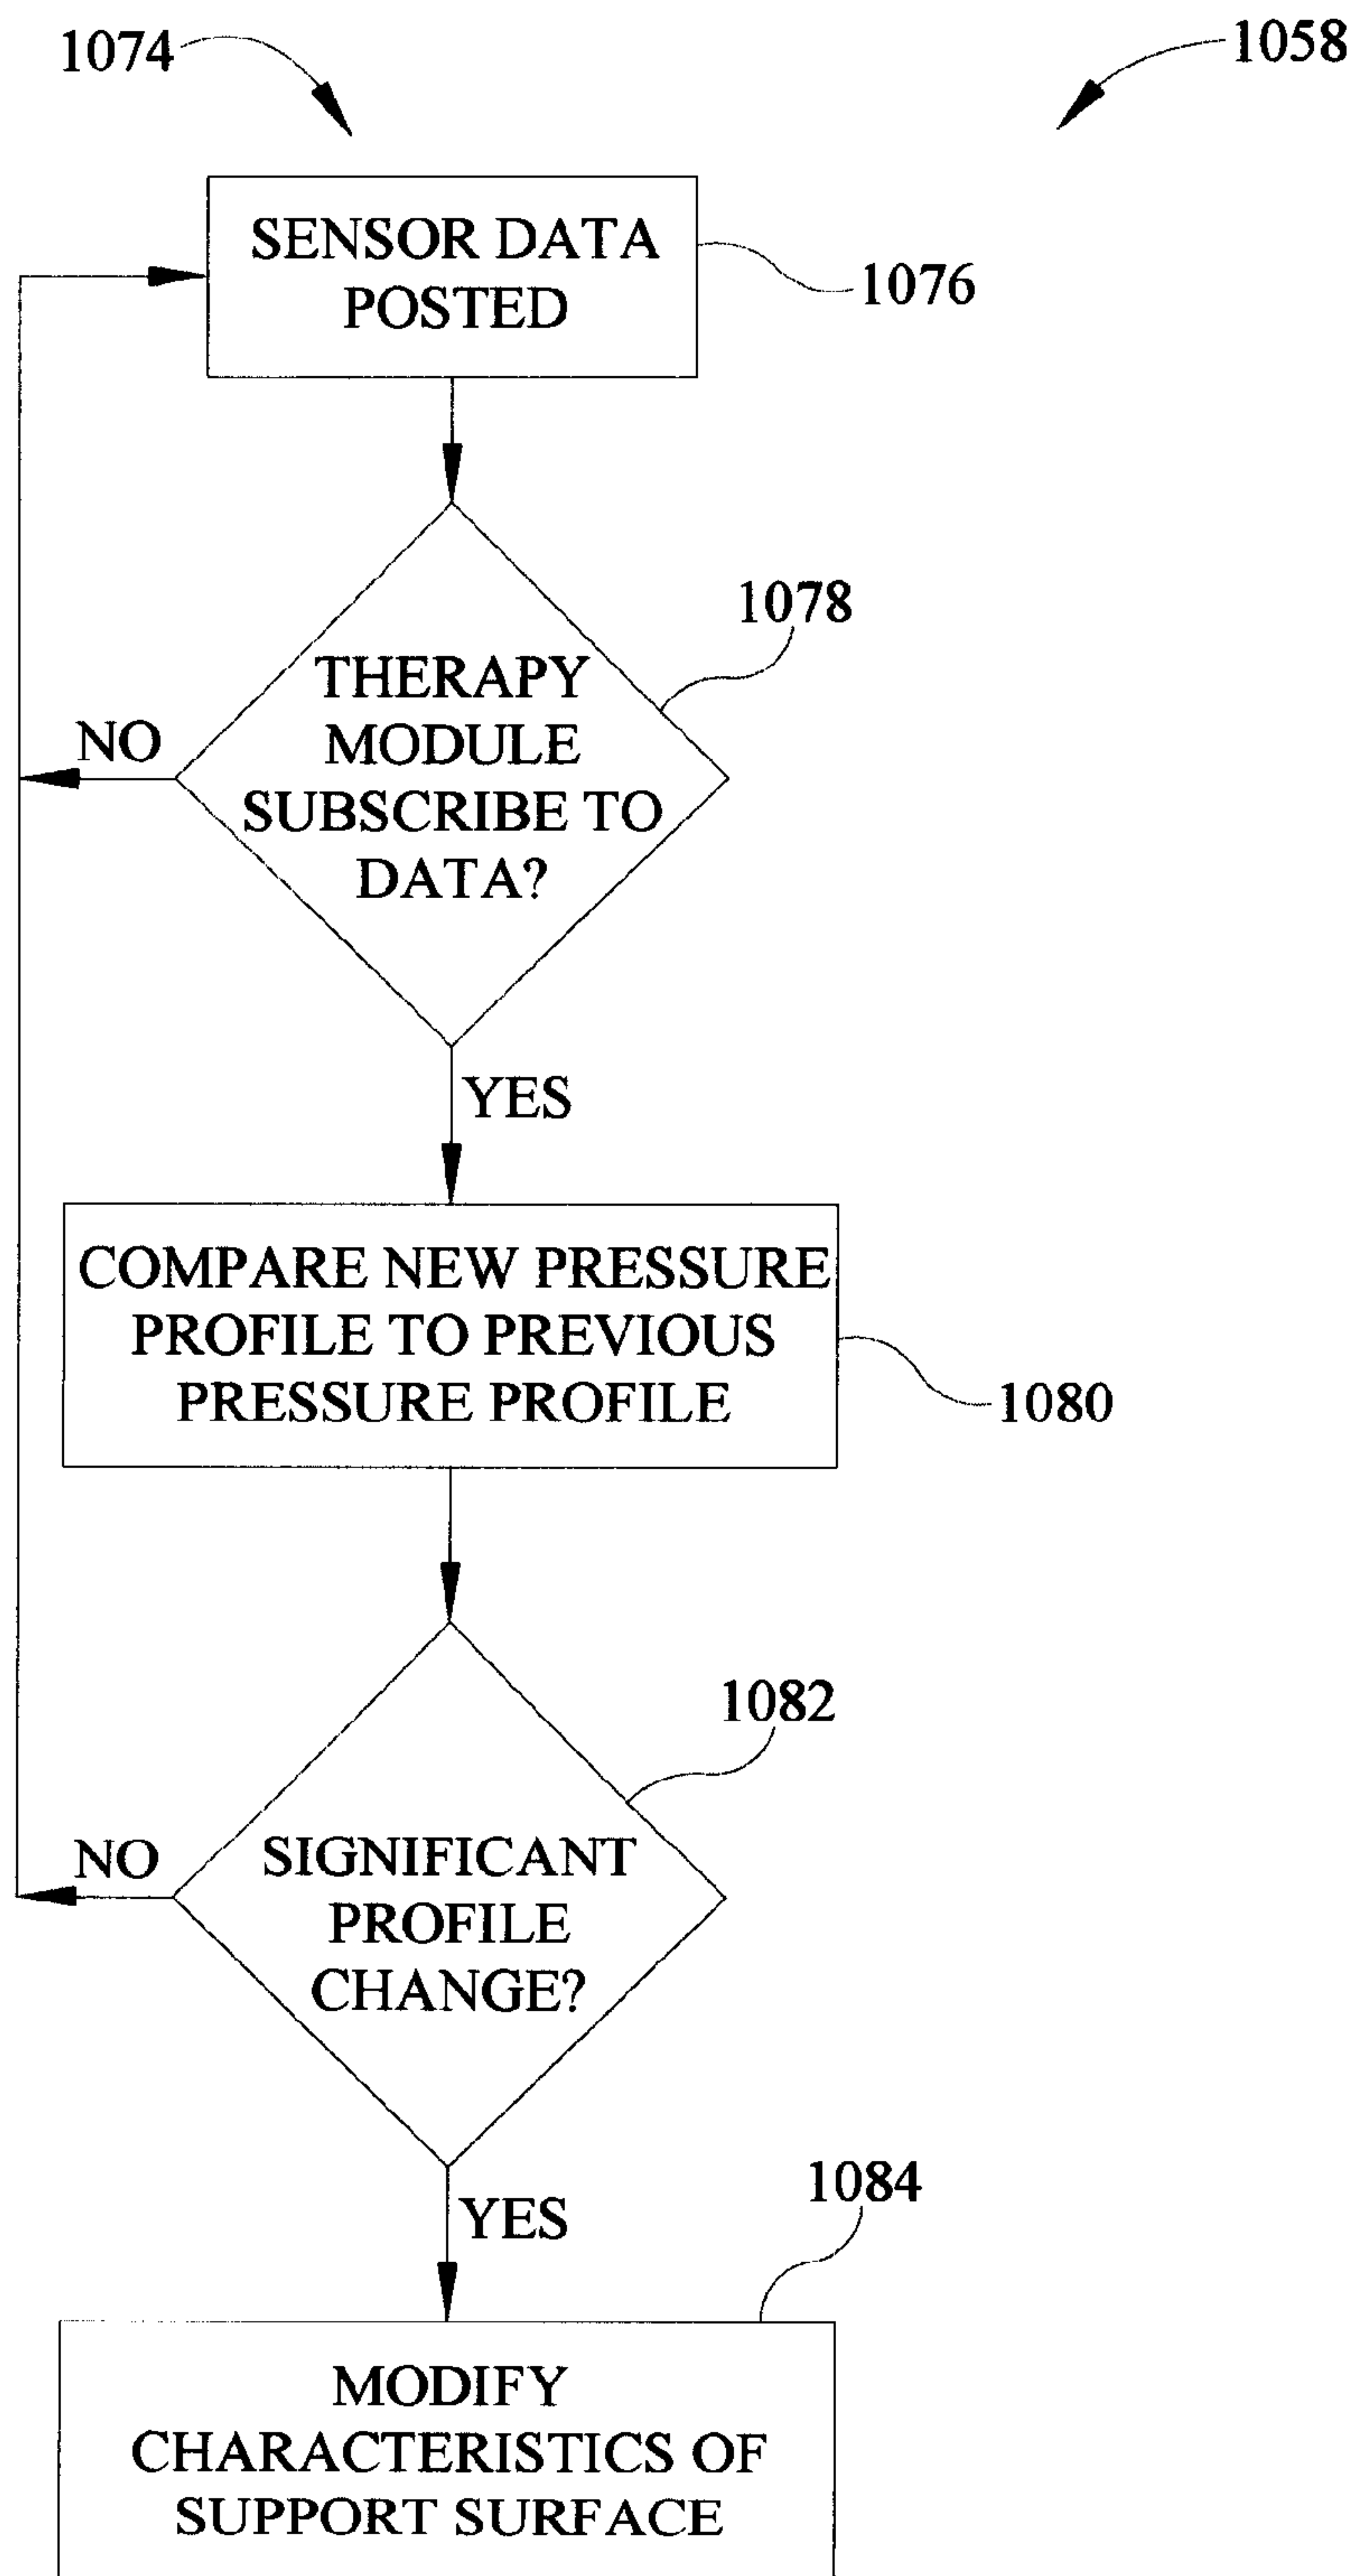 1074
1058
SENSOR DATA
POSTED
1076
1078
THERAPY
MODULE
SUBSCRIBE TO
DATA?
NO
YES
COMPARE NEW PRESSURE
PROFILE TO PREVIOUS
PRESSURE PROFILE
1080
1082
SIGNIFICANT
PROFILE
CHANGE?
NO
YES
1084
MODIFY
CHARACTERISTICS OF
SUPPORT SURFACE